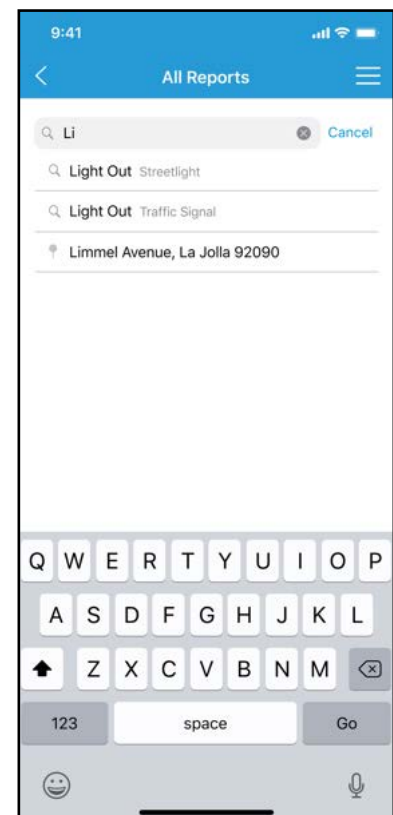 9:41
All Reports
Li Cancel
Light Out Streetlight
Light Out Traffic Signal
Limmel Avenue, La Jolla 92090
Q W E R T Y U I O P
A S D F G H J K L
Z X C V B N M
123 space Go